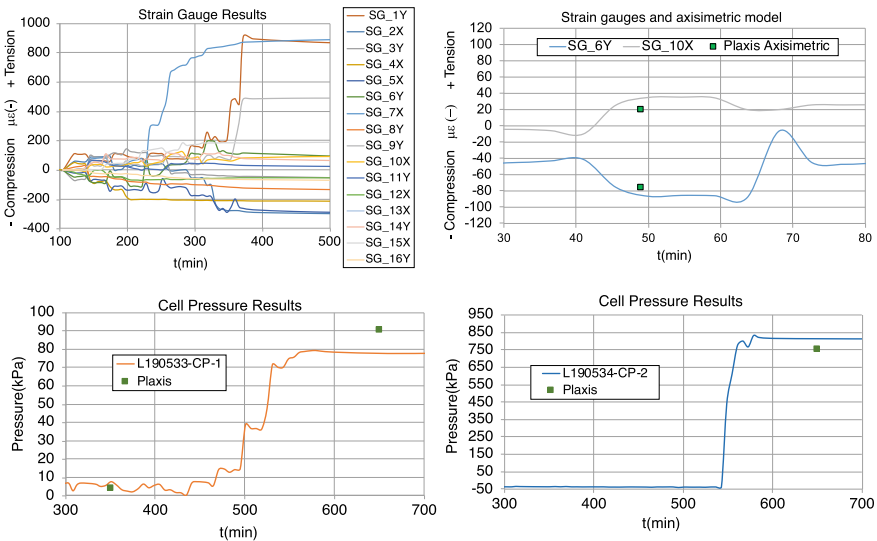 Strain Gauge Results
- Compression με(-) + Tension
1000
800
600
400
200
0
-200
-400
100 200 300 400 500
t(min)
SG_1Y
SG_2X
SG_3Y
SG_4X
SG_5X
SG_6Y
SG_7X
SG_8Y
SG_9Y
SG_10X
SG_11Y
SG_12X
SG_13X
SG_14Y
SG_15X
SG_16Y
Strain gauges and axisimetric model
- Compression με (–) + Tension
120
100
80
60
40
20
0
-20
-40
-60
-80
-100
-120
SG_6Y SG_10X Plaxis Axisimetric
30 40 50 60 70 80
t(min)
Cell Pressure Results
Pressure(kPa)
100
90
80
70
60
50
40
30
20
10
0
L190533-CP-1
Plaxis
300 400 500 600 700
t(min)
Cell Pressure Results
Pressure(kPa)
950
850
750
650
550
450
350
250
150
50
-50
L190534-CP-2
Plaxis
300 400 500 600 700
t(min)